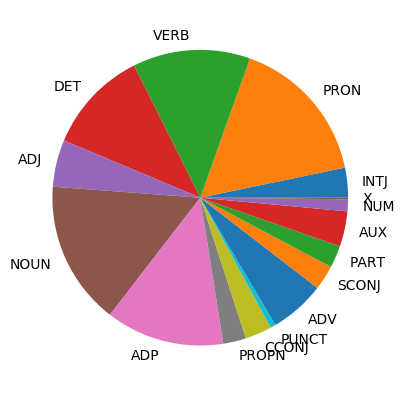 VERB
PRON
DET
ADJ
INTJ
X
NUM
AUX
NOUN
PART
SCONJ
ADV
PUNCT
CCONJ
PROPN
ADP